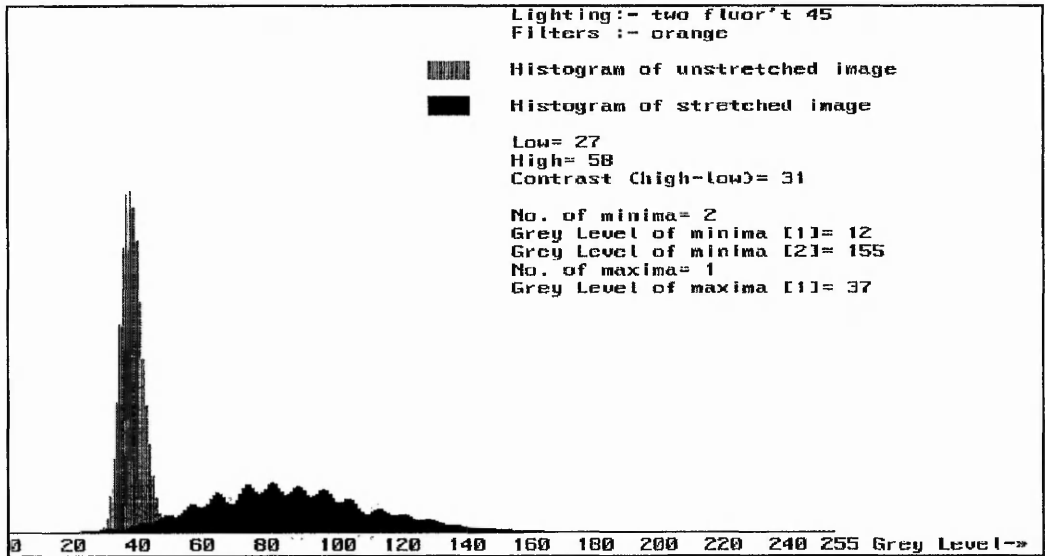 Lighting:- two fluor't 45
Filters :- orange
Histogram of unstretched image
Histogram of stretched image
Low= 27
High= 58
Contrast (high-low)= 31
No. of minima= 2
Grey Level of minima [1]= 12
Grey Level of minima [2]= 155
No. of maxima= 1
Grey Level of maxima [1]= 37
0 20 40 60 80 100 120 140 160 180 200 220 240 255 Grey Level->